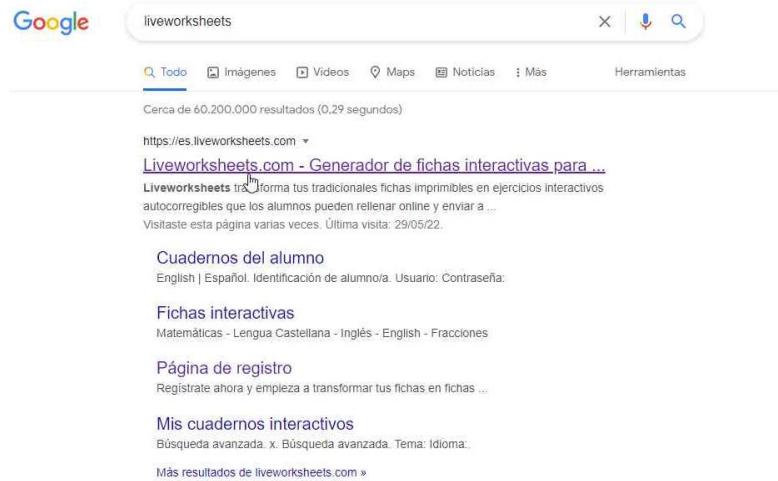 Google
liveworksheets
Todo Imágenes Vídeos Maps Noticias Más Herramientas
Cerca de 60.200.000 resultados (0,29 segundos)
https://es.liveworksheets.com
Liveworksheets.com - Generador de fichas interactivas para ...
Liveworksheets transforma tus tradicionales fichas imprimibles en ejercicios interactivos
autocorregibles que los alumnos pueden rellenar online y enviar a ...
Visitaste esta página varias veces. Última visita: 29/05/22.
Cuadernos del alumno
English | Español. Identificación de alumno/a. Usuario: Contraseña:
Fichas interactivas
Matemáticas - Lengua Castellana - Inglés - English - Fracciones
Página de registro
Regístrate ahora y empieza a transformar tus fichas en fichas ...
Mis cuadernos interactivos
Búsqueda avanzada. x. Búsqueda avanzada. Tema: Idioma:.
Más resultados de liveworksheets.com »